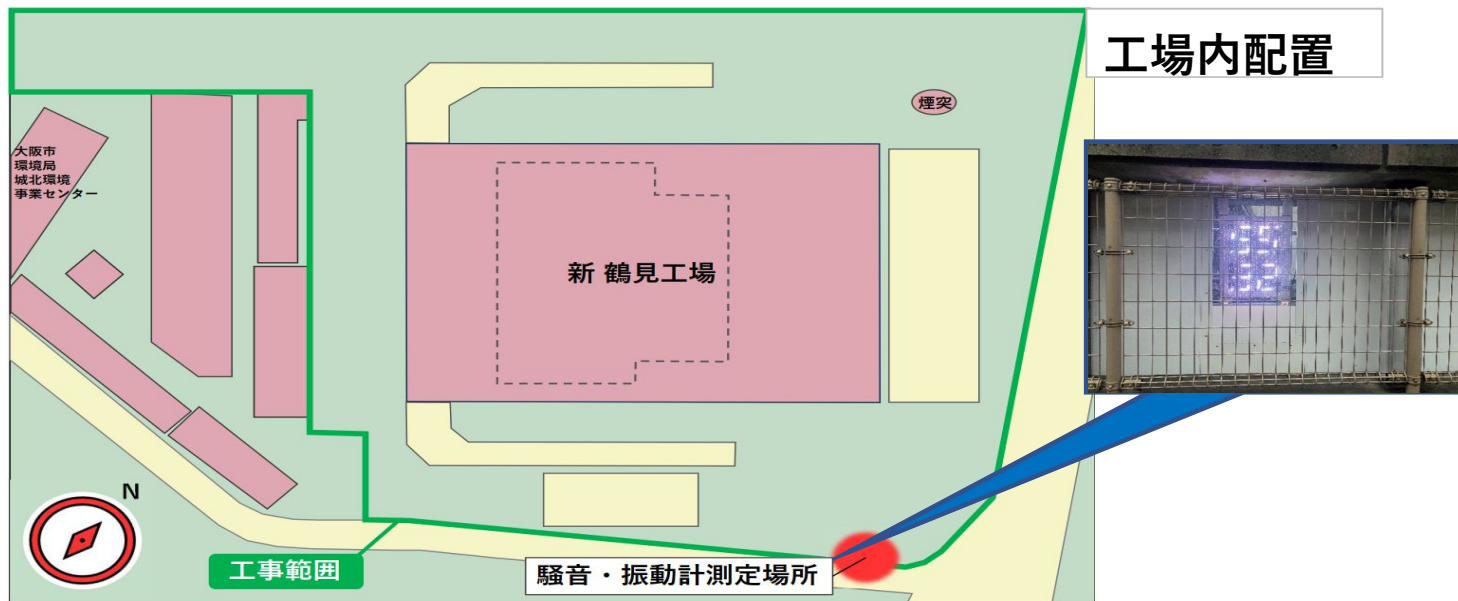 工場内配置
煙突
大阪市
環境局
城北環境
事業センター
新 鶴見工場
N
工事範囲
騒音・振動計測定場所